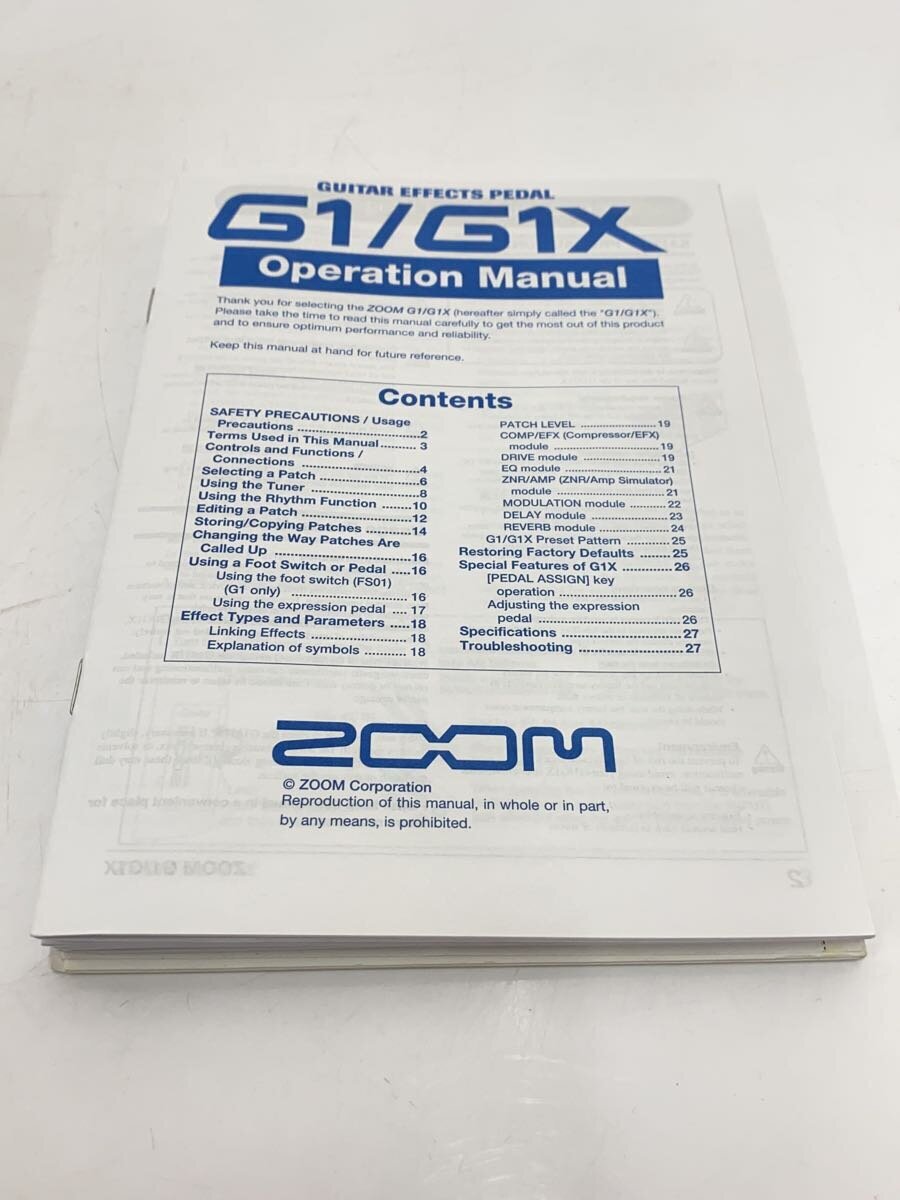 GUITAR EFFECTS PEDAL
G1/G1X
Operation Manual
Thank you for selecting the ZOOM G1/G1X (hereafter simply called the "G1/G1X").
Please take the time to read this manual carefully to get the most out of this product
and to ensure optimum performance and reliability.
Keep this manual at hand for future reference.
Contents
SAFETY PRECAUTIONS / Usage
Precautions ..................................2
Terms Used in This Manual.......... 3
Controls and Functions /
Connections .................................4
Selecting a Patch .............................6
Using the Tuner ...............................8
Using the Rhythm Function ........10
Editing a Patch ...............................12
Storing/Copying Patches ...............14
Changing the Way Patches Are
Called Up .....................................16
Using a Foot Switch or Pedal .....16
Using the foot switch (FS01)
(G1 only) ............................. 16
Using the expression pedal .... 17
Effect Types and Parameters .....18
Linking Effects .......................... 18
Explanation of symbols .......... 18
PATCH LEVEL ..................... 19
COMP/EFX (Compressor/EFX)
module ................................. 19
DRIVE module ...................... 19
EQ module ............................. 21
ZNR/AMP (ZNR/Amp Simulator)
module ................................. 21
MODULATION module .......... 22
DELAY module ....................... 23
REVERB module .................... 24
G1/G1X Preset Pattern ........... 25
Restoring Factory Defaults ....... 25
Special Features of G1X ............ 26
[PEDAL ASSIGN] key
operation .............................. 26
Adjusting the expression
pedal .................................... 26
Specifications ............................. 27
Troubleshooting ......................... 27
ZOOM
© ZOOM Corporation
Reproduction of this manual, in whole or in part,
by any means, is prohibited.
ZOOM G1/G1X
2